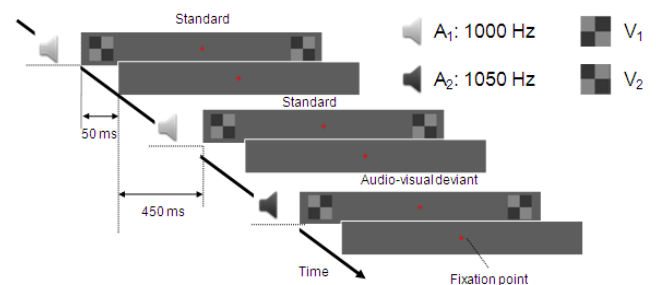 Standard
A₁: 1000 Hz
V₁
A₂: 1050 Hz
V₂
Standard
50 ms
Audio-visual deviant
450 ms
Time
Fixation point